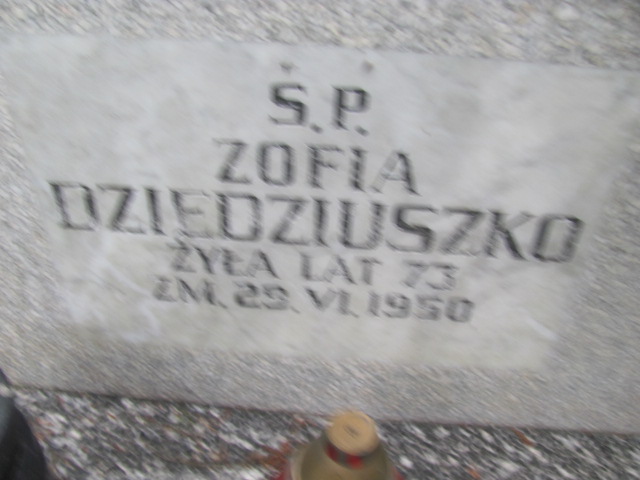 Ś.P.
ZOFIA
DZIEDZIUSZKO
ŻYŁA LAT 73
ZM. 29. VI. 1950